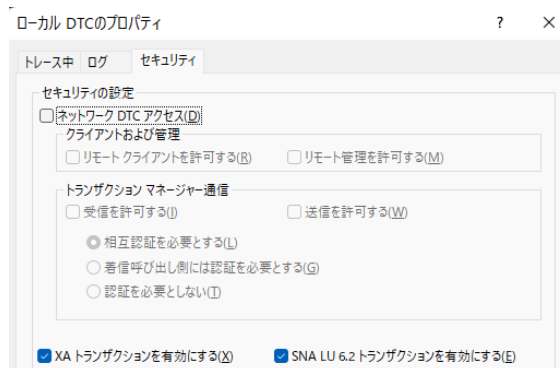 ローカル DTCのプロパティ ? ×
トレース中 ログ セキュリティ
セキュリティの設定
ネットワーク DTC アクセス(D)
クライアントおよび管理
リモート クライアントを許可する(R) リモート管理を許可する(M)
トランザクション マネージャー通信
受信を許可する(I) 送信を許可する(W)
相互認証を必要とする(L)
着信呼び出し側には認証を必要とする(G)
認証を必要としない(T)
XA トランザクションを有効にする(X) SNA LU 6.2 トランザクションを有効にする(E)